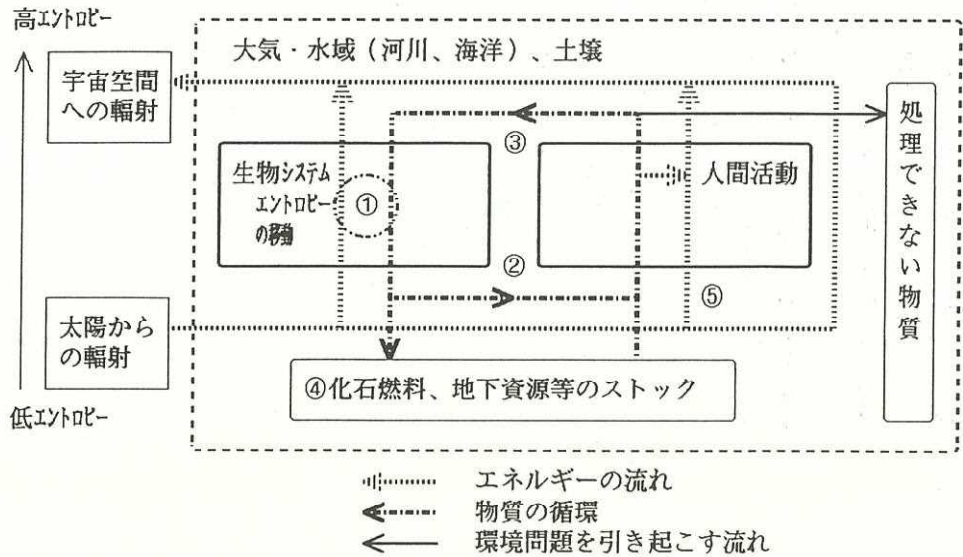 高エントロピー
大気・水域（河川、海洋）、土壌
宇宙空間
への輻射
処理できない物質
③
生物システム
エントロピー
の移動
①
人間活動
②
⑤
太陽から
の輻射
④化石燃料、地下資源等のストック
低エントロピー
エネルギーの流れ
物質の循環
環境問題を引き起こす流れ